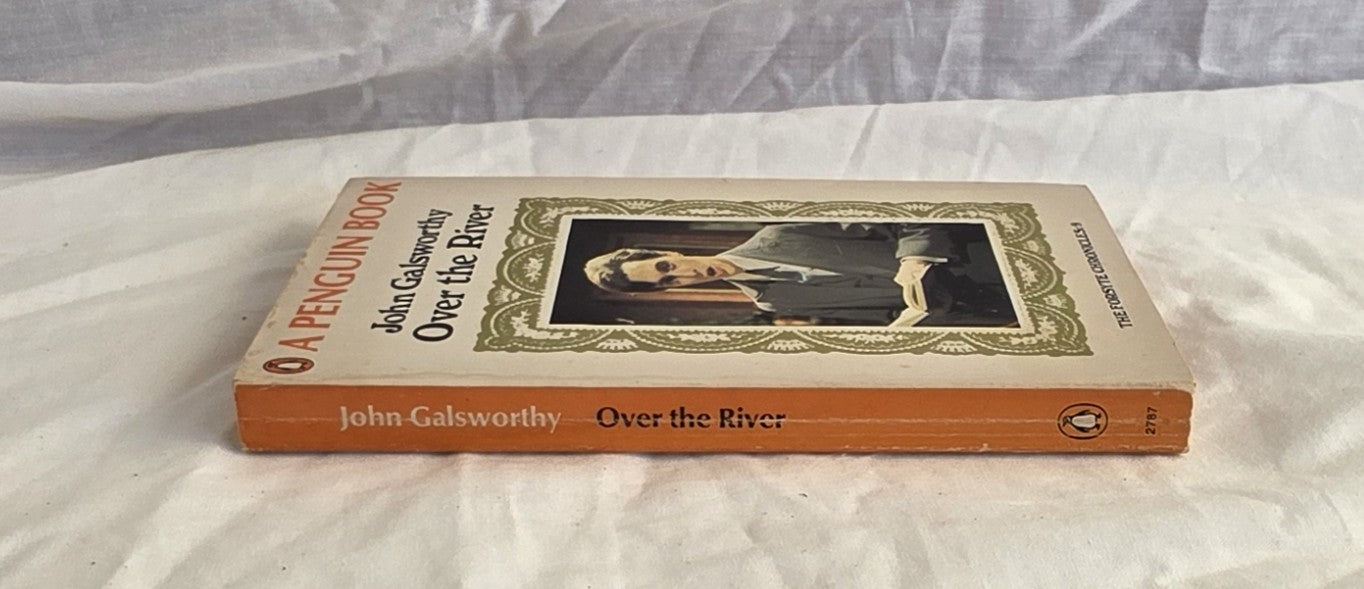 A PENGUIN BOOK
John Galsworthy
Over the River
THE FORSYTE CHRONICLES·9
John Galsworthy Over the River
2787